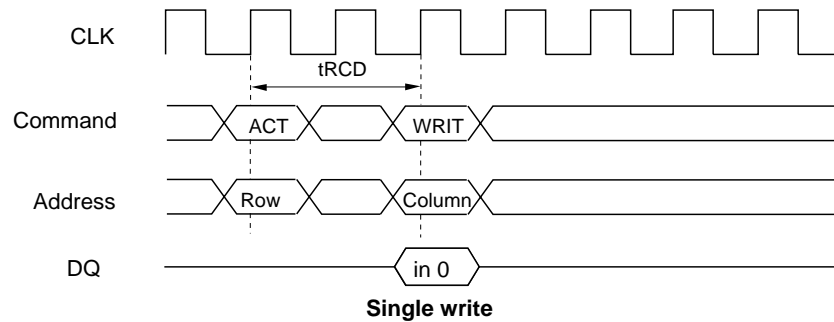 CLK
tRCD
Command ACT WRIT
Address Row Column
DQ in 0
Single write